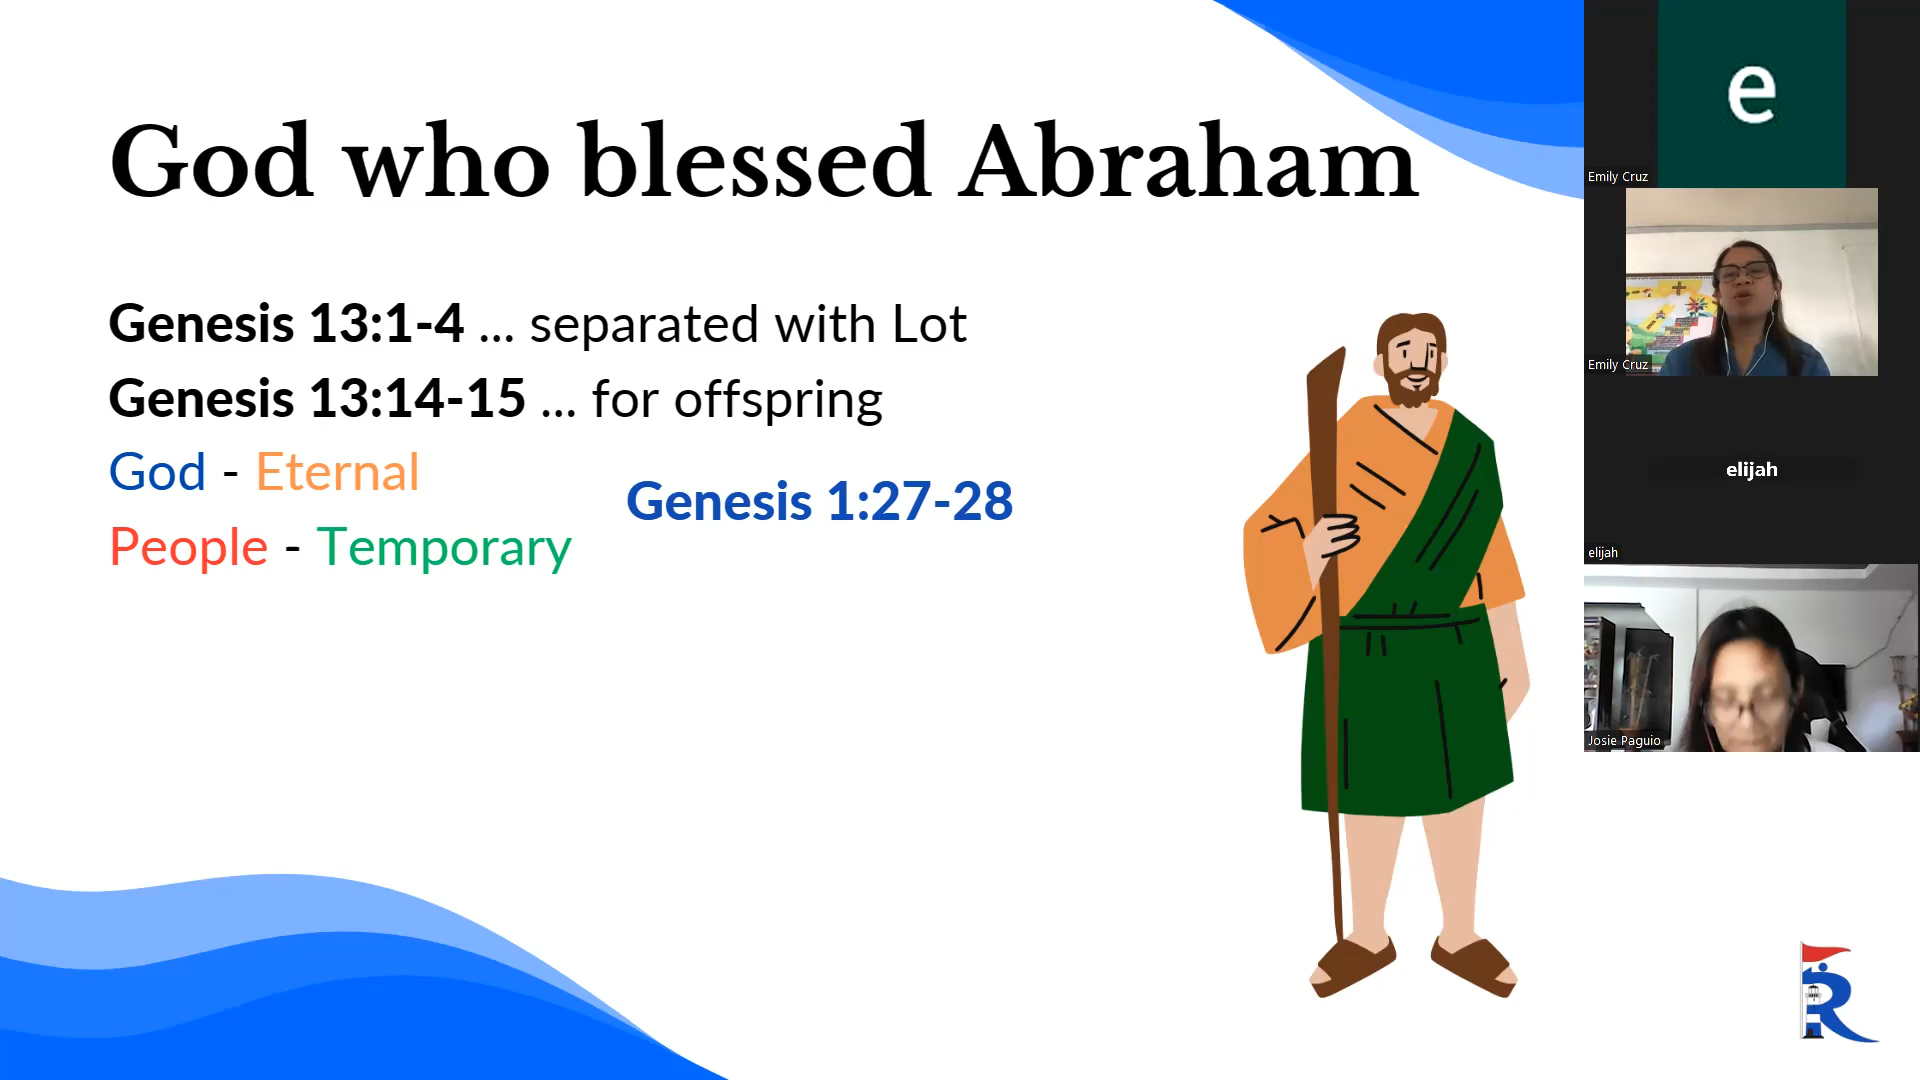 God who blessed Abraham
Genesis 13:1-4 ... separated with Lot
Genesis 13:14-15 ... for offspring
God - Eternal
Genesis 1:27-28
People - Temporary
e
Emily Cruz
Emily Cruz
elijah
elijah
Josie Paguio
R